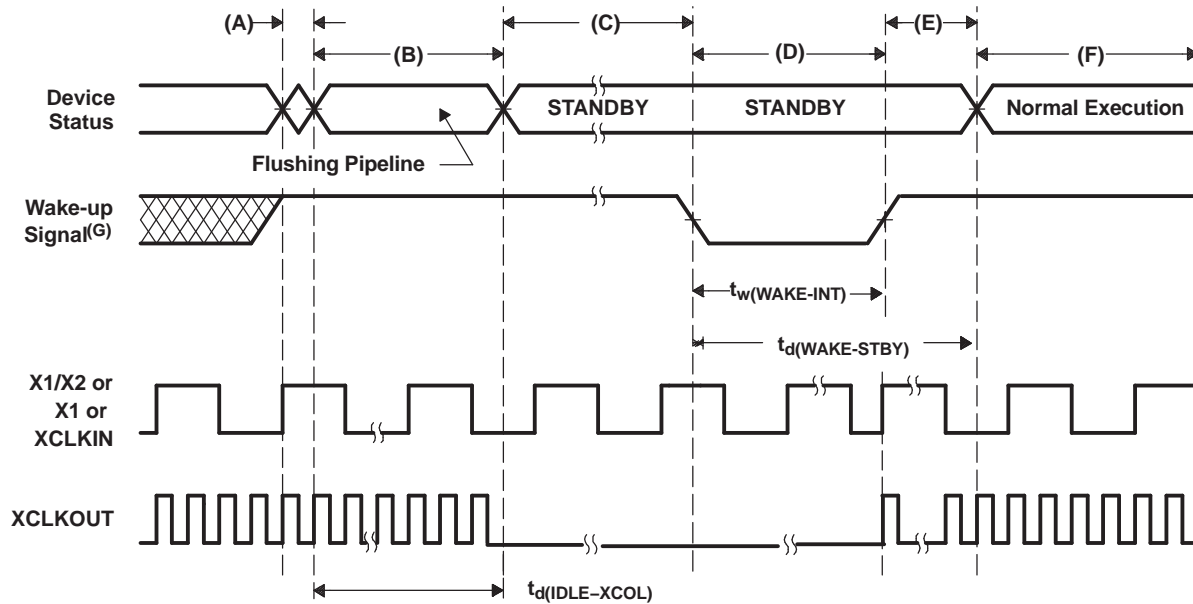 (A)
(B)
(C)
(D)
(E)
(F)
Device
Status
STANDBY
STANDBY
Normal Execution
Flushing Pipeline
Wake-up
Signal(G)
tw(WAKE-INT)
td(WAKE-STBY)
X1/X2 or
X1 or
XCLKIN
XCLKOUT
td(IDLE–XCOL)